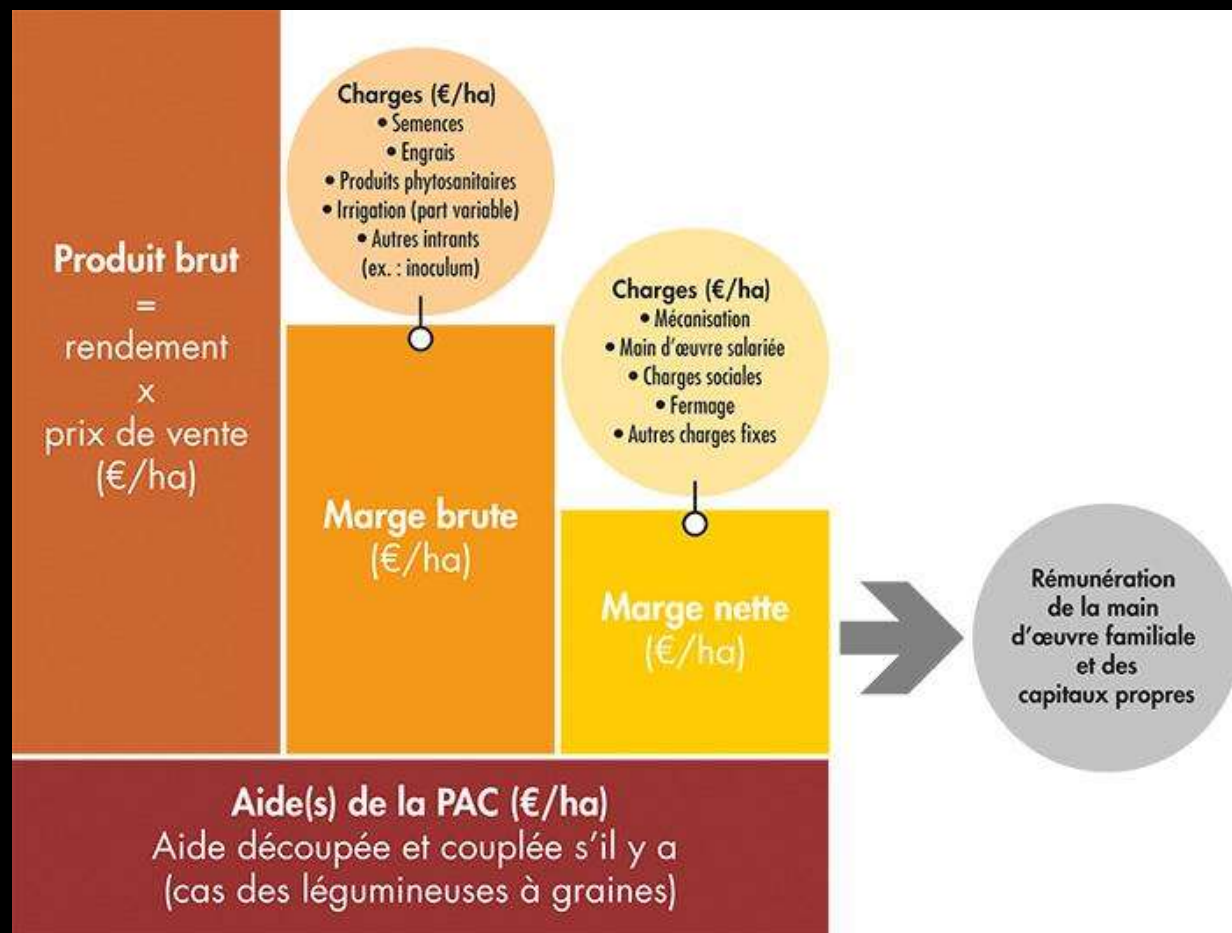 Produit brut
=
rendement
x
prix de vente
(€/ha)
Charges (€/ha)
• Semences
• Engrais
• Produits phytosanitaires
• Irrigation (part variable)
• Autres intrants
(ex. : inoculum)
Marge brute
(€/ha)
Charges (€/ha)
• Mécanisation
• Main d’œuvre salariée
• Charges sociales
• Fermage
• Autres charges fixes
Marge nette
(€/ha)
Rémunération
de la main
d’œuvre familiale
et des
capitaux propres
Aide(s) de la PAC (€/ha)
Aide découpée et couplée s’il y a
(cas des légumineuses à graines)